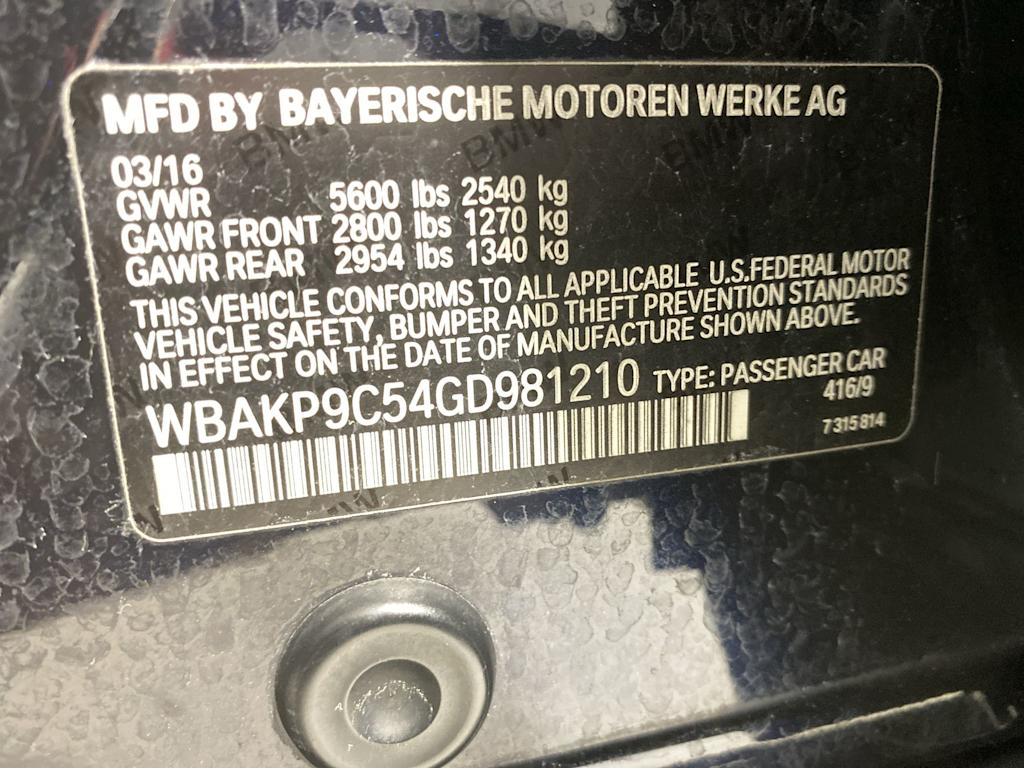 MFD BY BAYERISCHE MOTOREN WERKE AG
03/16
GVWR 5600 lbs 2540 kg
GAWR FRONT 2800 lbs 1270 kg
GAWR REAR 2954 lbs 1340 kg
THIS VEHICLE CONFORMS TO ALL APPLICABLE U.S.FEDERAL MOTOR
VEHICLE SAFETY, BUMPER AND THEFT PREVENTION STANDARDS
IN EFFECT ON THE DATE OF MANUFACTURE SHOWN ABOVE.
WBAKP9C54GD981210 TYPE: PASSENGER CAR
416/9
7 315 814
BMW BMW BMW